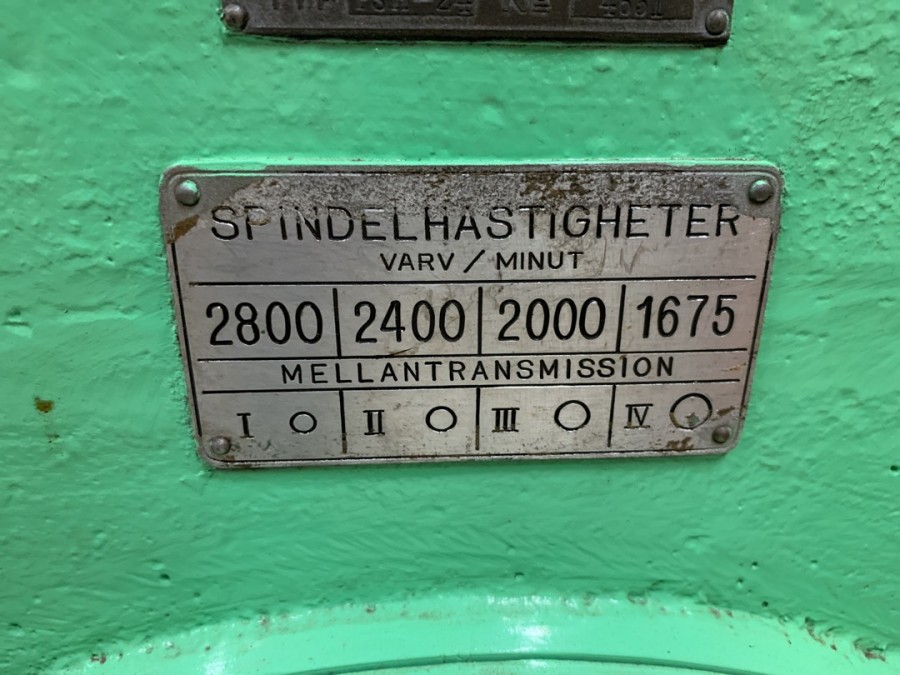 SPINDELHASTIGHETER
VARV / MINUT
2800 2400 2000 1675
MELLANTRANSMISSION
I II III IV